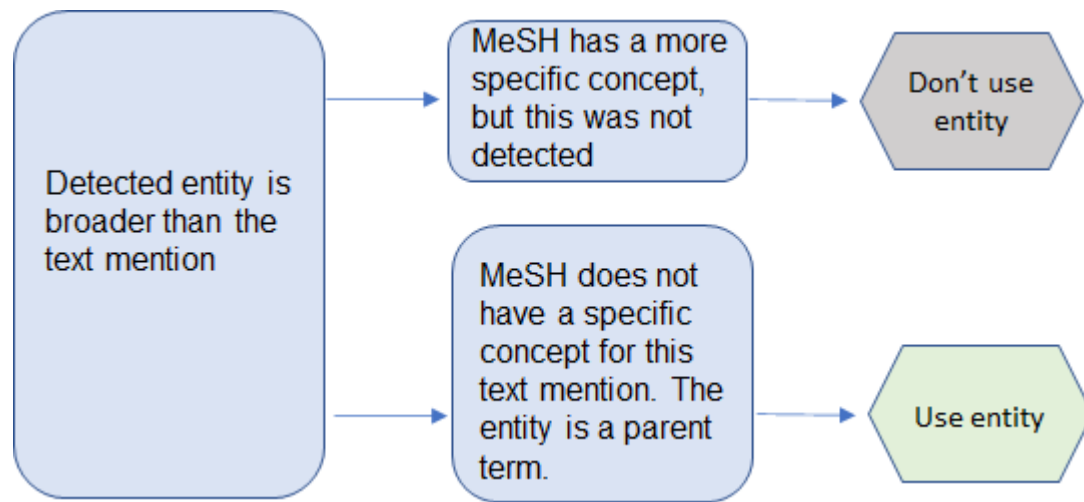 Detected entity is
broader than the
text mention
MeSH has a more
specific concept,
but this was not
detected
Don't use
entity
MeSH does not
have a specific
concept for this
text mention. The
entity is a parent
term.
Use entity